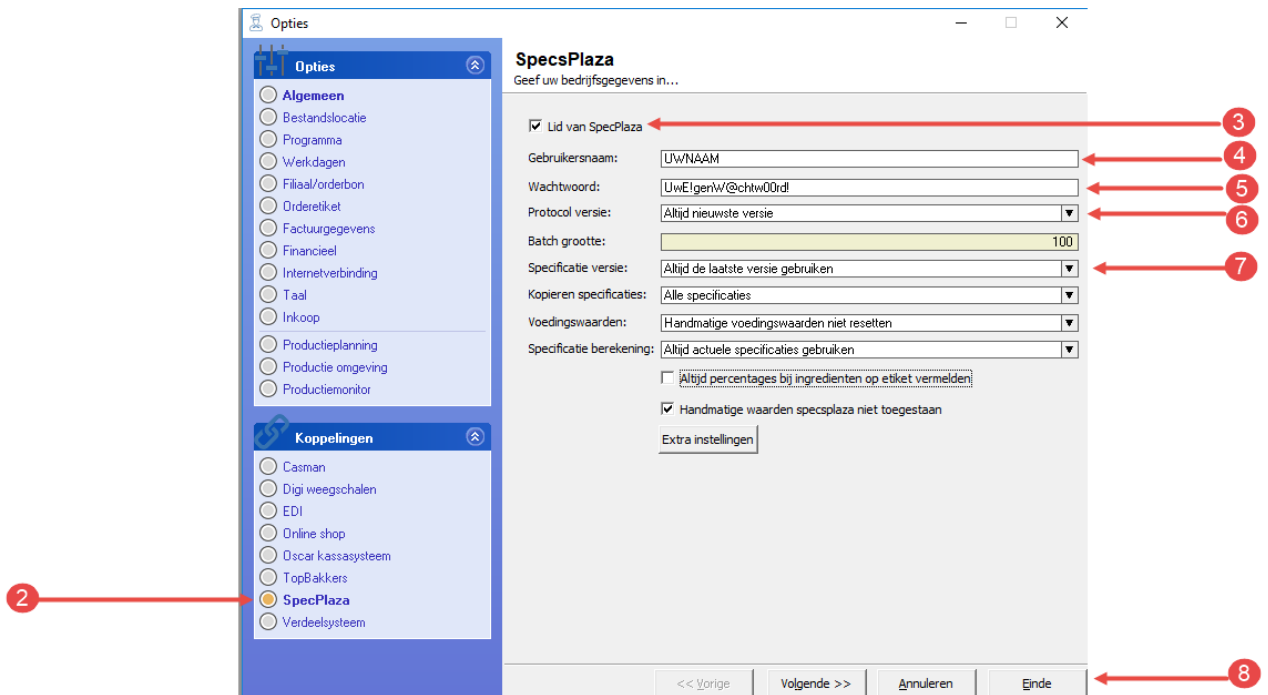 Opties
Opties
Algemeen
Bestandslocatie
Programma
Werkdagen
Filiaal/orderbon
Orderetiket
Factuurgegevens
Financieel
Internetverbinding
Taal
Inkoop
Productieplanning
Productie omgeving
Productiemonitor
Koppelingen
Casman
Digi weegschalen
EDI
Online shop
Oscar kassasysteem
TopBakkers
2
SpecPlaza
Verdeelsysteem
SpecsPlaza
Geef uw bedrijfsgegevens in...
Lid van SpecPlaza
3
Gebruikersnaam: UWNAAM
4
Wachtwoord: UwE!genW@chtw00rd!
5
Protocol versie: Altijd nieuwste versie
6
Batch grootte: 100
Specificatie versie: Altijd de laatste versie gebruiken
7
Kopieren specificaties: Alle specificaties
Voedingswaarden: Handmatige voedingswaarden niet resetten
Specificatie berekening: Altijd actuele specificaties gebruiken
Altijd percentages bij ingredienten op etiket vermelden
Handmatige waarden specsplaza niet toegestaan
Extra instellingen
<< Vorige Volgende >> Annuleren Einde
8